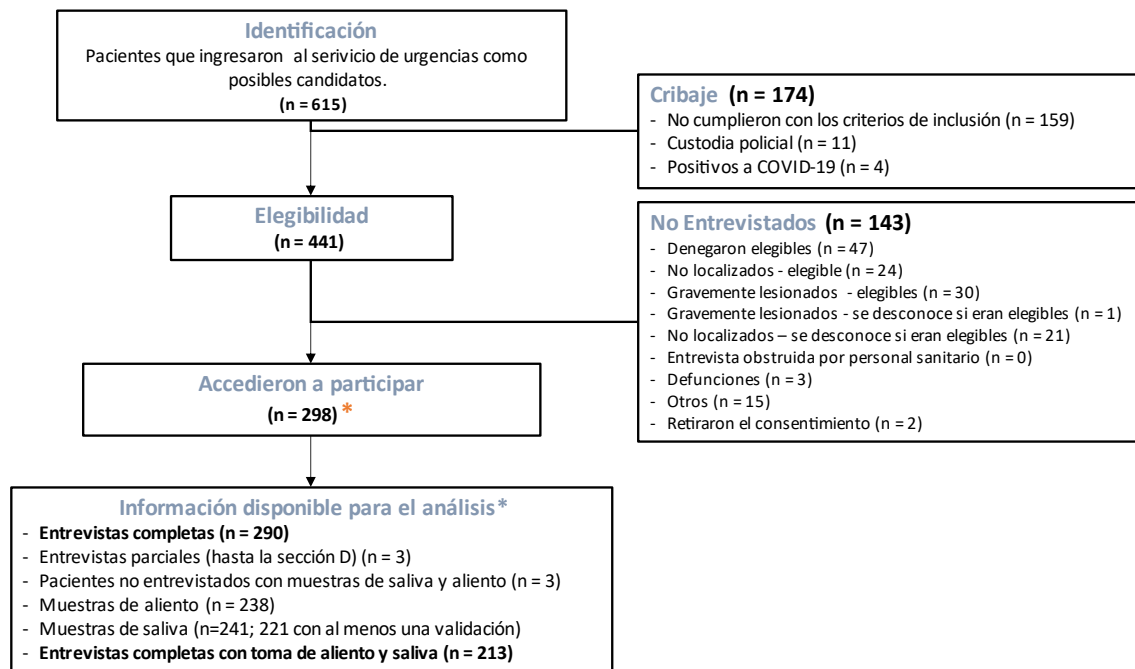 Identificación
Pacientes que ingresaron al serivicio de urgencias como
posibles candidatos.
(n = 615)
Cribaje (n = 174)
- No cumplieron con los criterios de inclusión (n = 159)
- Custodia policial (n = 11)
- Positivos a COVID-19 (n = 4)
Elegibilidad
(n = 441)
No Entrevistados (n = 143)
- Denegaron elegibles (n = 47)
- No localizados - elegible (n = 24)
- Gravemente lesionados - elegibles (n = 30)
- Gravemente lesionados - se desconoce si eran elegibles (n = 1)
- No localizados – se desconoce si eran elegibles (n = 21)
- Entrevista obstruida por personal sanitario (n = 0)
- Defunciones (n = 3)
- Otros (n = 15)
- Retiraron el consentimiento (n = 2)
Accedieron a participar
(n = 298) *
Información disponible para el análisis*
- Entrevistas completas (n = 290)
- Entrevistas parciales (hasta la sección D) (n = 3)
- Pacientes no entrevistados con muestras de saliva y aliento (n = 3)
- Muestras de aliento (n = 238)
- Muestras de saliva (n=241; 221 con al menos una validación)
- Entrevistas completas con toma de aliento y saliva (n = 213)